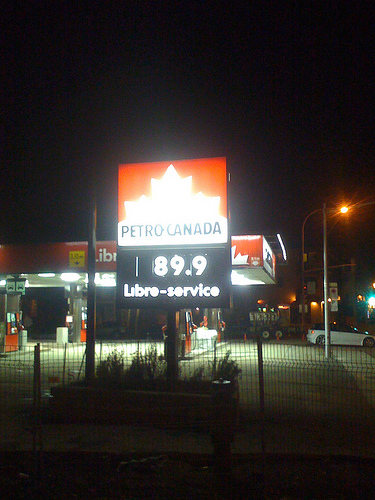 PETRO-CANADA
89.9
Libre-service